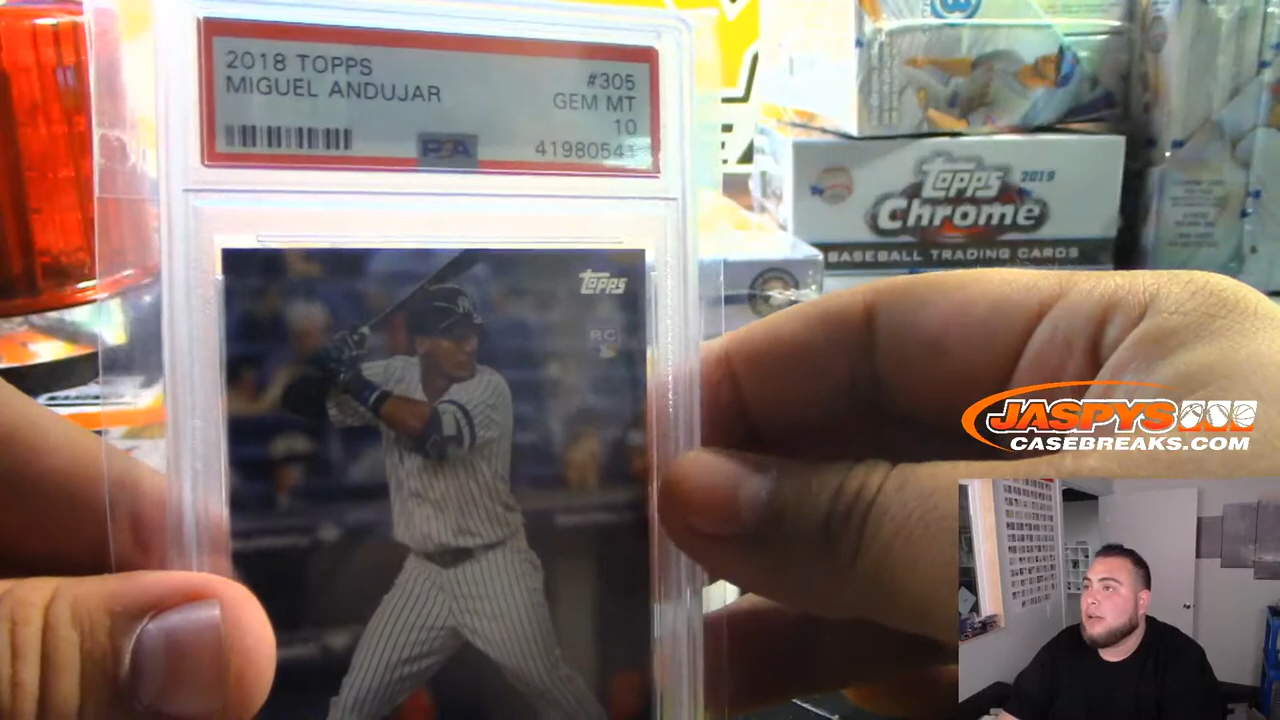 2018 TOPPS
MIGUEL ANDUJAR
#305
GEM MT
10
PSA
41980541
TOPPS
RC
TOPPS 2019
Chrome
BASEBALL TRADING CARDS
JASPYS
CASEBREAKS.COM